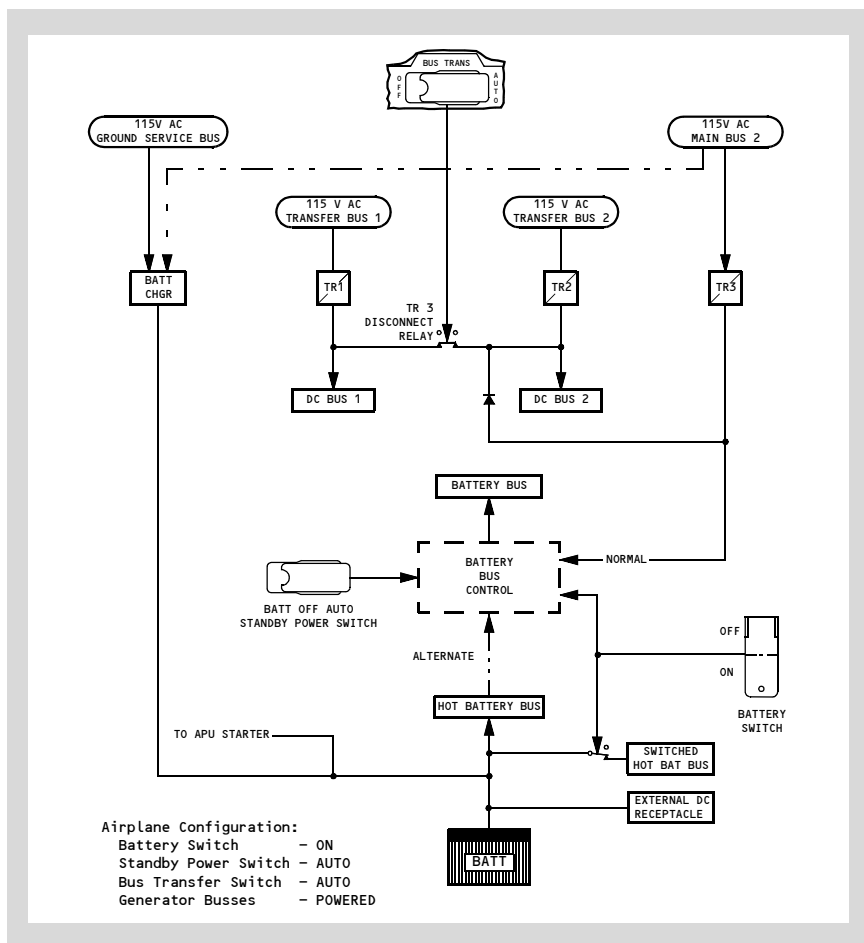 BUS TRANS
OFF
AUTO
115V AC
GROUND SERVICE BUS
115V AC
MAIN BUS 2
115 V AC
TRANSFER BUS 1
115 V AC
TRANSFER BUS 2
BATT
CHGR
TR1
TR2
TR3
TR 3
DISCONNECT
RELAY
DC BUS 1
DC BUS 2
BATTERY BUS
BATTERY
BUS
CONTROL
NORMAL
BATT OFF AUTO
STANDBY POWER SWITCH
OFF
ON
BATTERY
SWITCH
ALTERNATE
HOT BATTERY BUS
TO APU STARTER
SWITCHED
HOT BAT BUS
EXTERNAL DC
RECEPTACLE
BATT
Airplane Configuration:
Battery Switch – ON
Standby Power Switch – AUTO
Bus Transfer Switch – AUTO
Generator Busses – POWERED